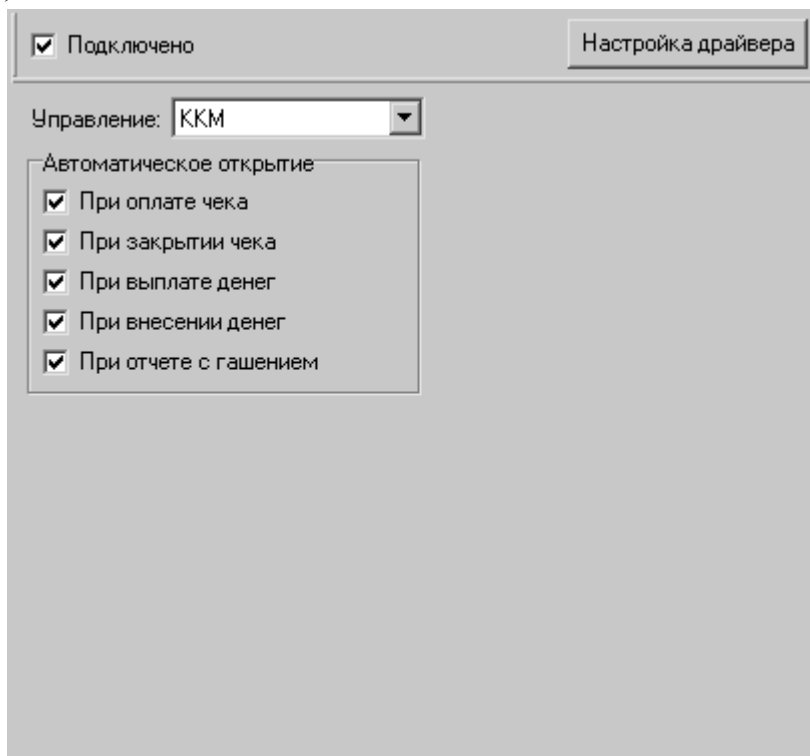 Подключено
Настройка драйвера
Управление: ККМ
Автоматическое открытие
При оплате чека
При закрытии чека
При выплате денег
При внесении денег
При отчете с гашением